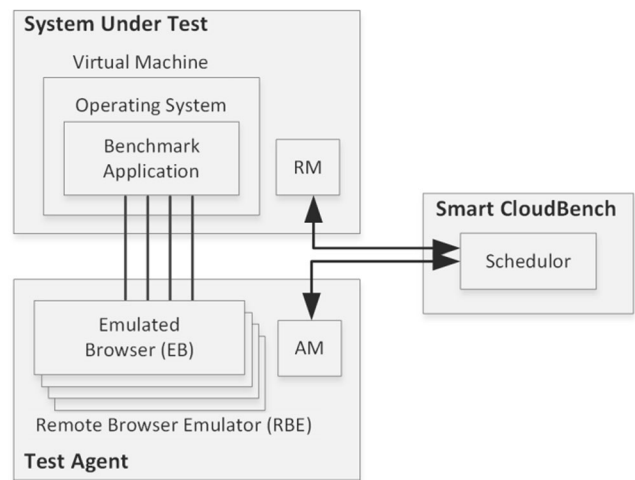 System Under Test
Virtual Machine
Operating System
Benchmark
Application
RM
Smart CloudBench
Schedulor
Emulated
Browser (EB)
AM
Remote Browser Emulator (RBE)
Test Agent